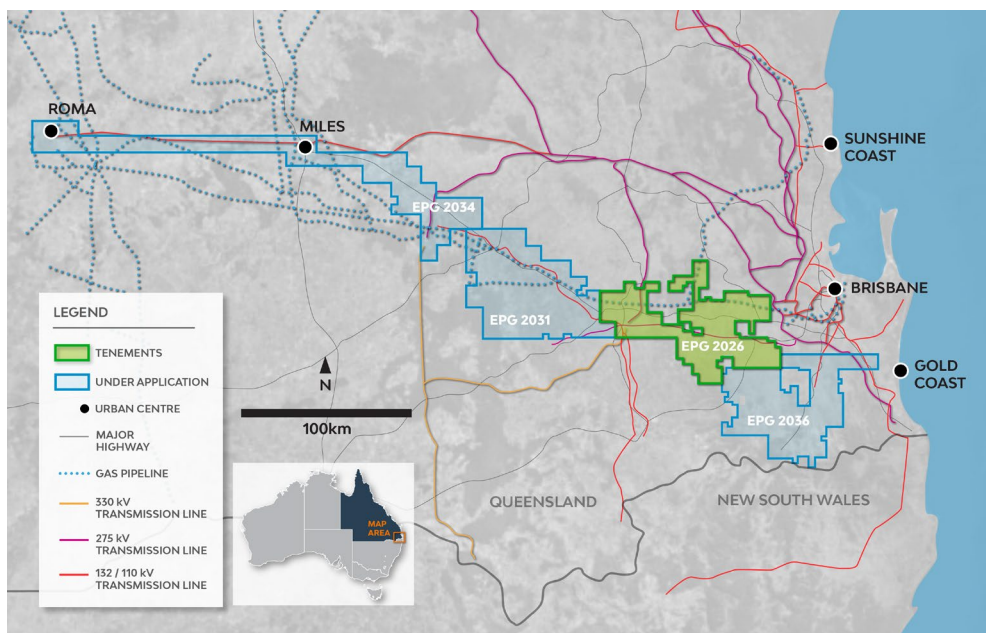 ROMA
MILES
SUNSHINE
COAST
EPG 2034
BRISBANE
EPG 2031
EPG 2026
GOLD
COAST
EPG 2036
LEGEND
TENEMENTS
UNDER APPLICATION
URBAN CENTRE
MAJOR
HIGHWAY
GAS PIPELINE
330 kV
TRANSMISSION LINE
275 kV
TRANSMISSION LINE
132 / 110 kV
TRANSMISSION LINE
N
100km
MAP
AREA
QUEENSLAND
NEW SOUTH WALES